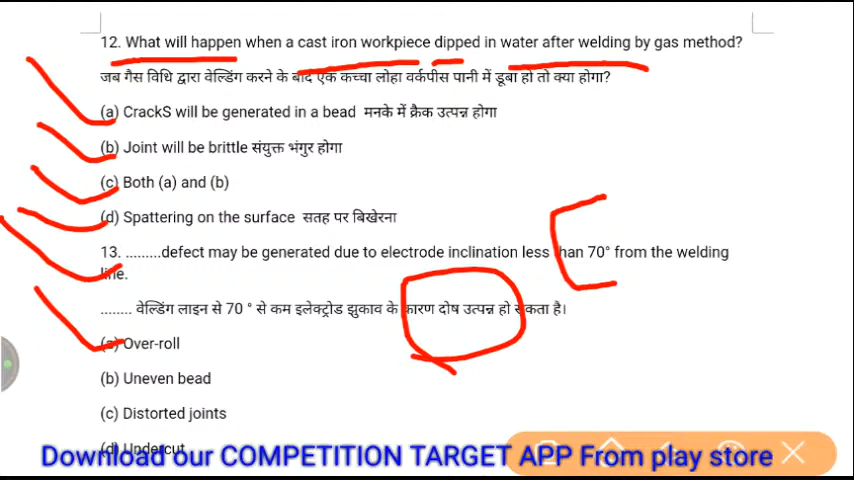 12. What will happen when a cast iron workpiece dipped in water after welding by gas method?
जब गैस विधि द्वारा वेल्डिंग करने के बाद एक कच्चा लोहा वर्कपीस पानी में डूबा हो तो क्या होगा?
(a) CrackS will be generated in a bead मनके में क्रैक उत्पन्न होगा
(b) Joint will be brittle संयुक्त भंगुर होगा
(c) Both (a) and (b)
(d) Spattering on the surface सतह पर बिखेरना
13. .........defect may be generated due to electrode inclination less than 70° from the welding
line.
........ वेल्डिंग लाइन से 70 ° से कम इलेक्ट्रोड झुकाव के कारण दोष उत्पन्न हो सकता है।
(a) Over-roll
(b) Uneven bead
(c) Distorted joints
(d) Undercut
Download our COMPETITION TARGET APP From play store